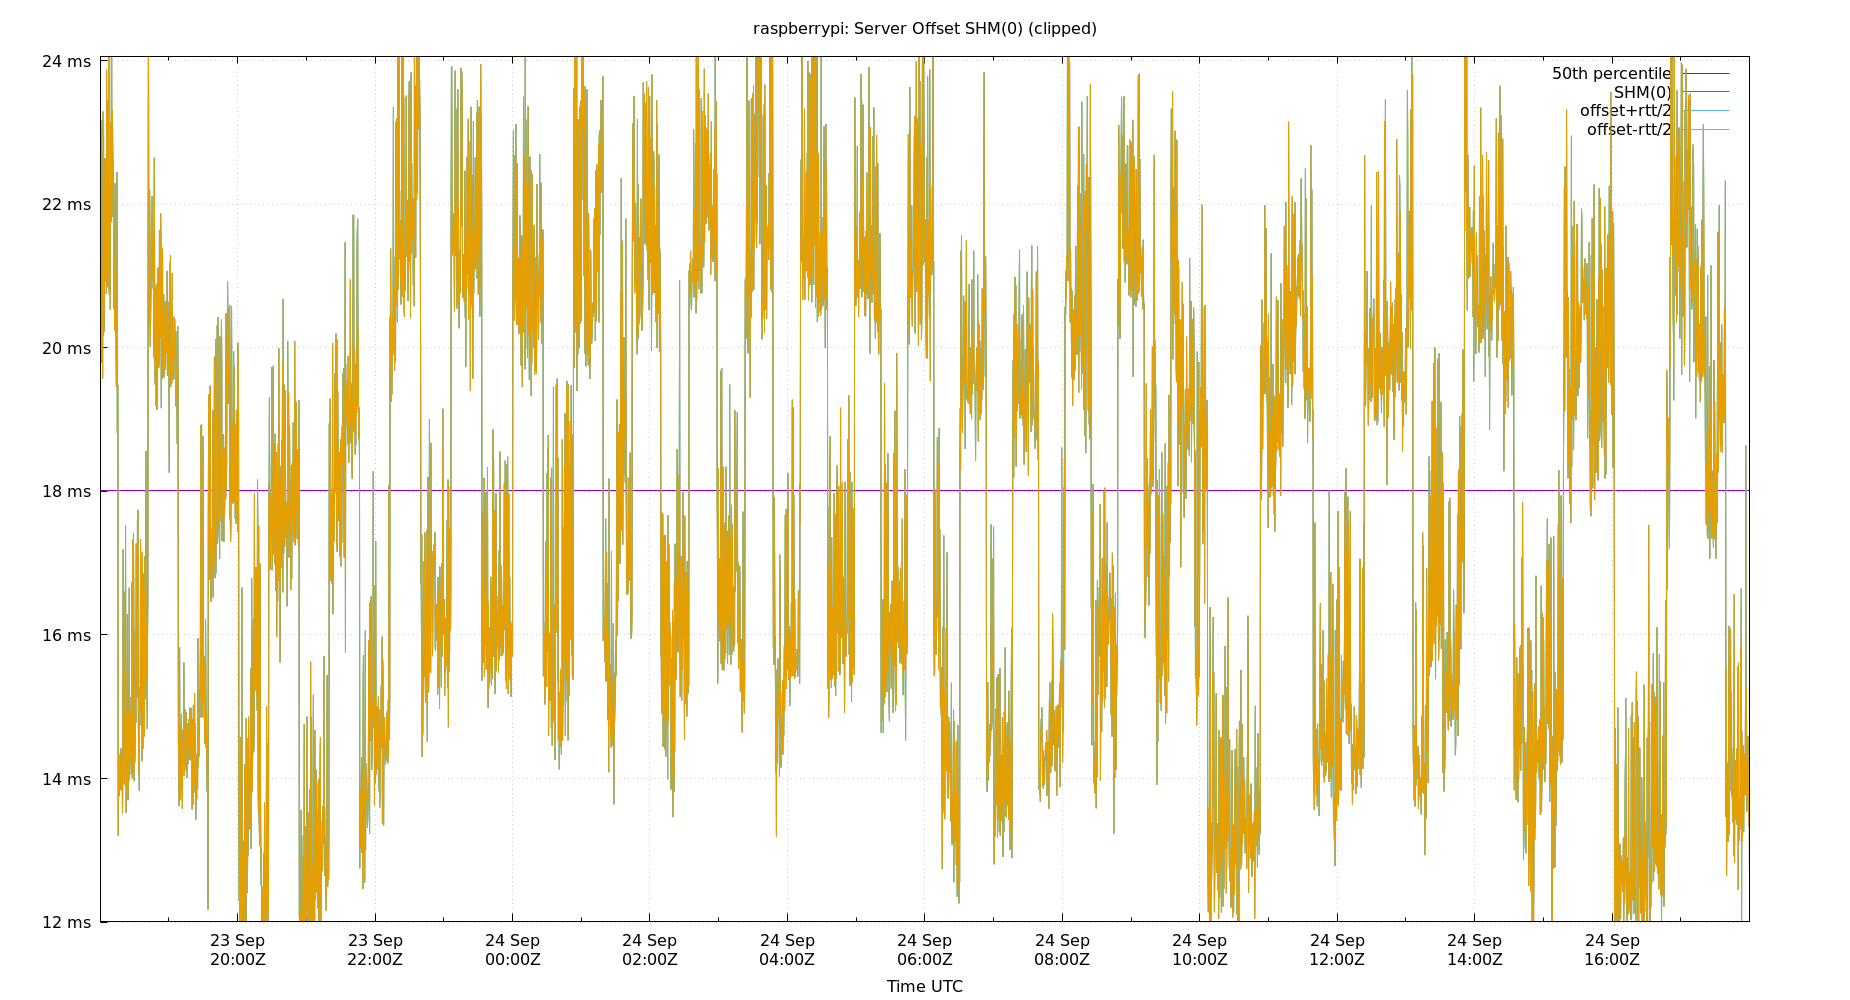 raspberrypi: Server Offset SHM(0) (clipped)
24 ms
22 ms
20 ms
18 ms
16 ms
14 ms
12 ms
50th percentile
SHM(0)
offset+rtt/2
offset-rtt/2
23 Sep
20:00Z
23 Sep
22:00Z
24 Sep
00:00Z
24 Sep
02:00Z
24 Sep
04:00Z
24 Sep
06:00Z
24 Sep
08:00Z
24 Sep
10:00Z
24 Sep
12:00Z
24 Sep
14:00Z
24 Sep
16:00Z
Time UTC